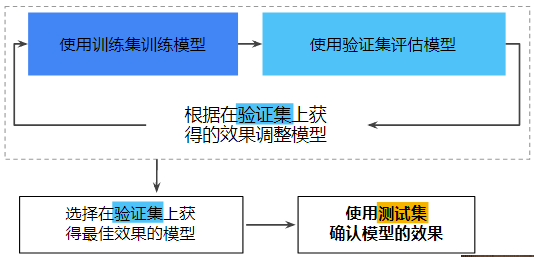 使用训练集训练模型
使用验证集评估模型
根据在验证集上获
得的效果调整模型
选择在验证集上获
得最佳效果的模型
使用测试集
确认模型的效果